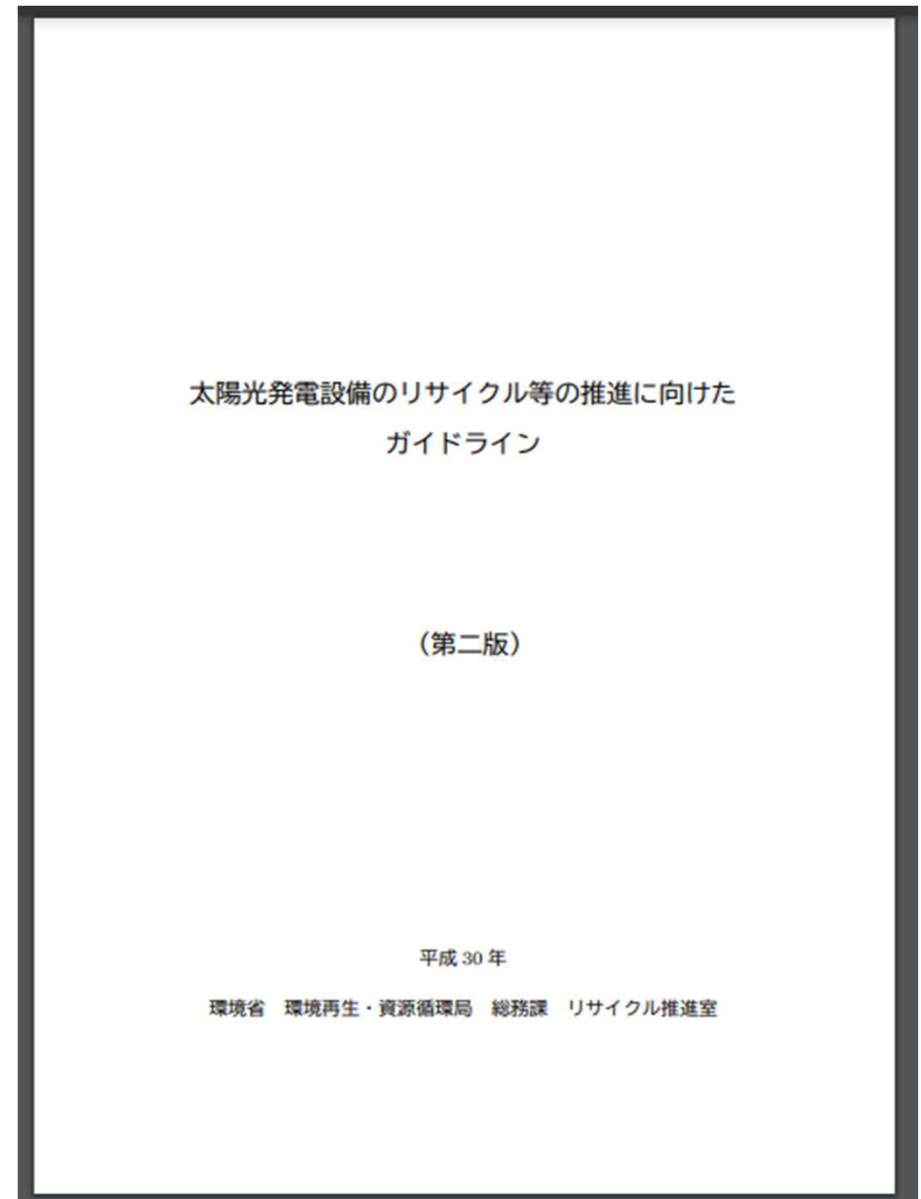 太陽光発電設備のリサイクル等の推進に向けた
ガイドライン
（第二版）
平成 30 年
環境省　環境再生・資源循環局　総務課　リサイクル推進室